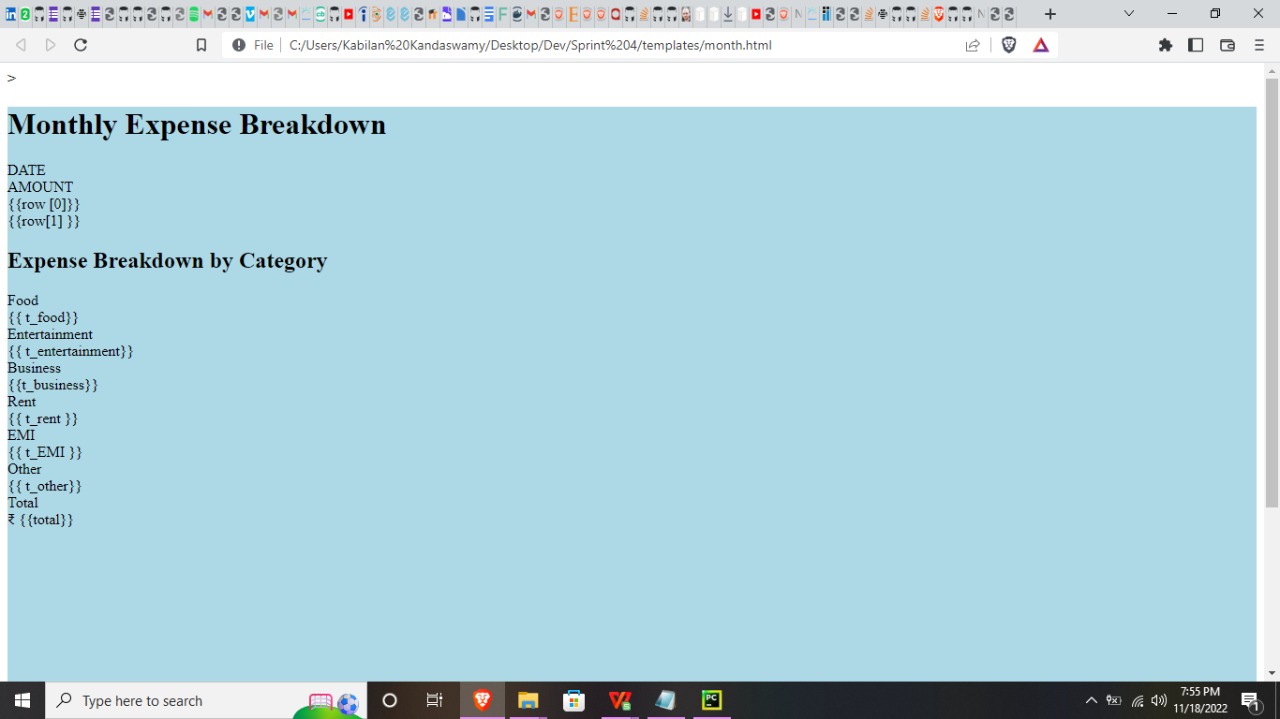 File
C:/Users/Kabilan%20Kandaswamy/Desktop/Dev/Sprint%204/templates/month.html
>
Monthly Expense Breakdown
DATE
AMOUNT
{{row [0]}}
{{row[1] }}
Expense Breakdown by Category
Food
{{ t_food}}
Entertainment
{{ t_entertainment}}
Business
{{t_business}}
Rent
{{ t_rent }}
EMI
{{ t_EMI }}
Other
{{ t_other}}
Total
₹ {{total}}
Type here to search
7:55 PM
11/18/2022